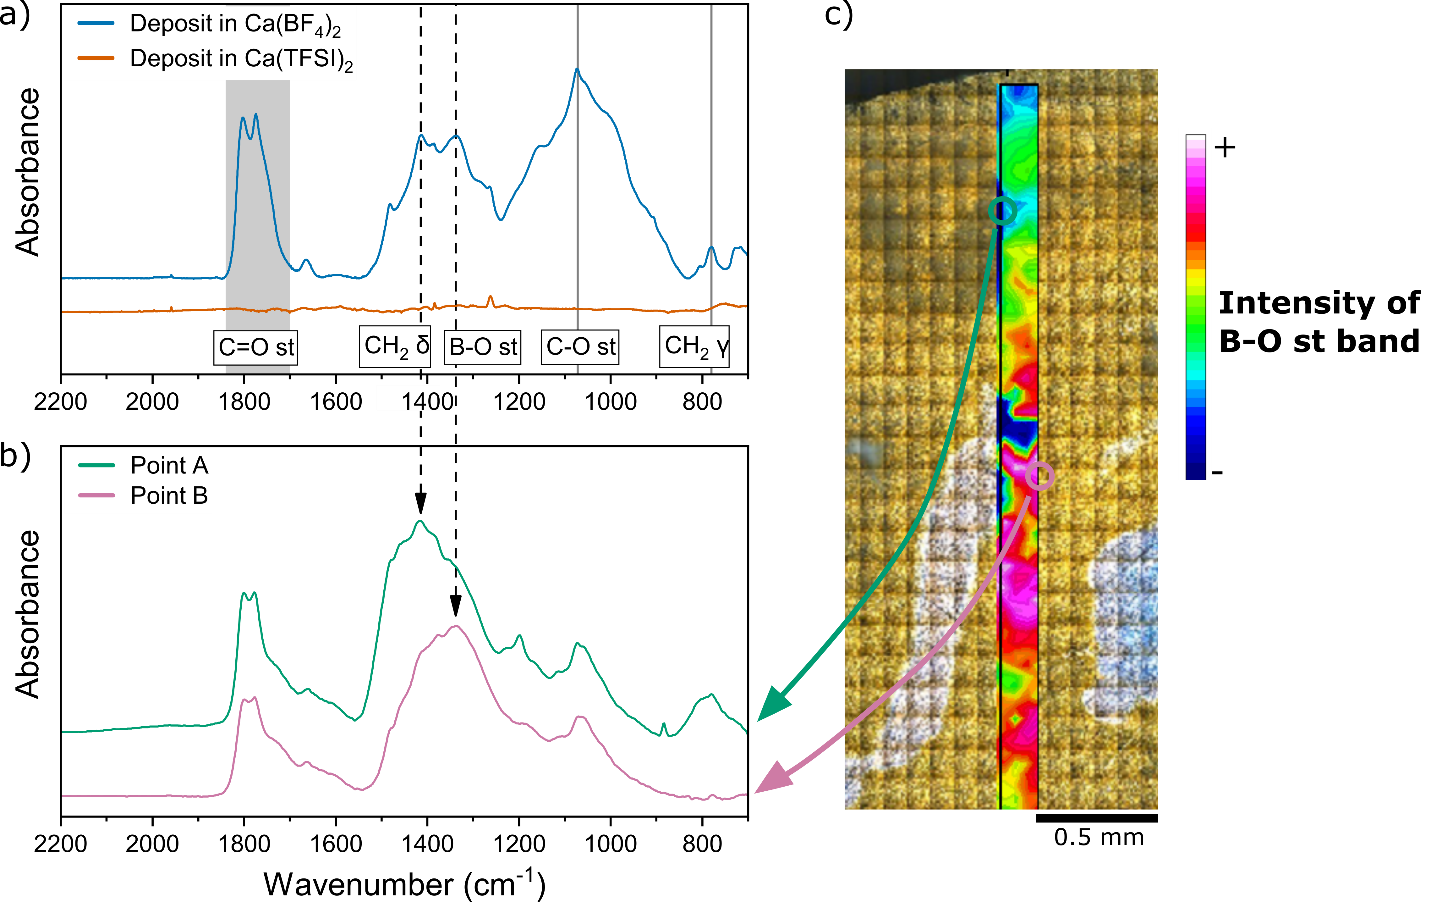 a)
Deposit in Ca(BF4)2
Deposit in Ca(TFSI)2
Absorbance
C=O st
CH2 δ
B-O st
C-O st
CH2 γ
2200 2000 1800 1600 1400 1200 1000 800
b)
Point A
Point B
Absorbance
2200 2000 1800 1600 1400 1200 1000 800
Wavenumber (cm-1)
c)
+
Intensity of
B-O st band
-
0.5 mm